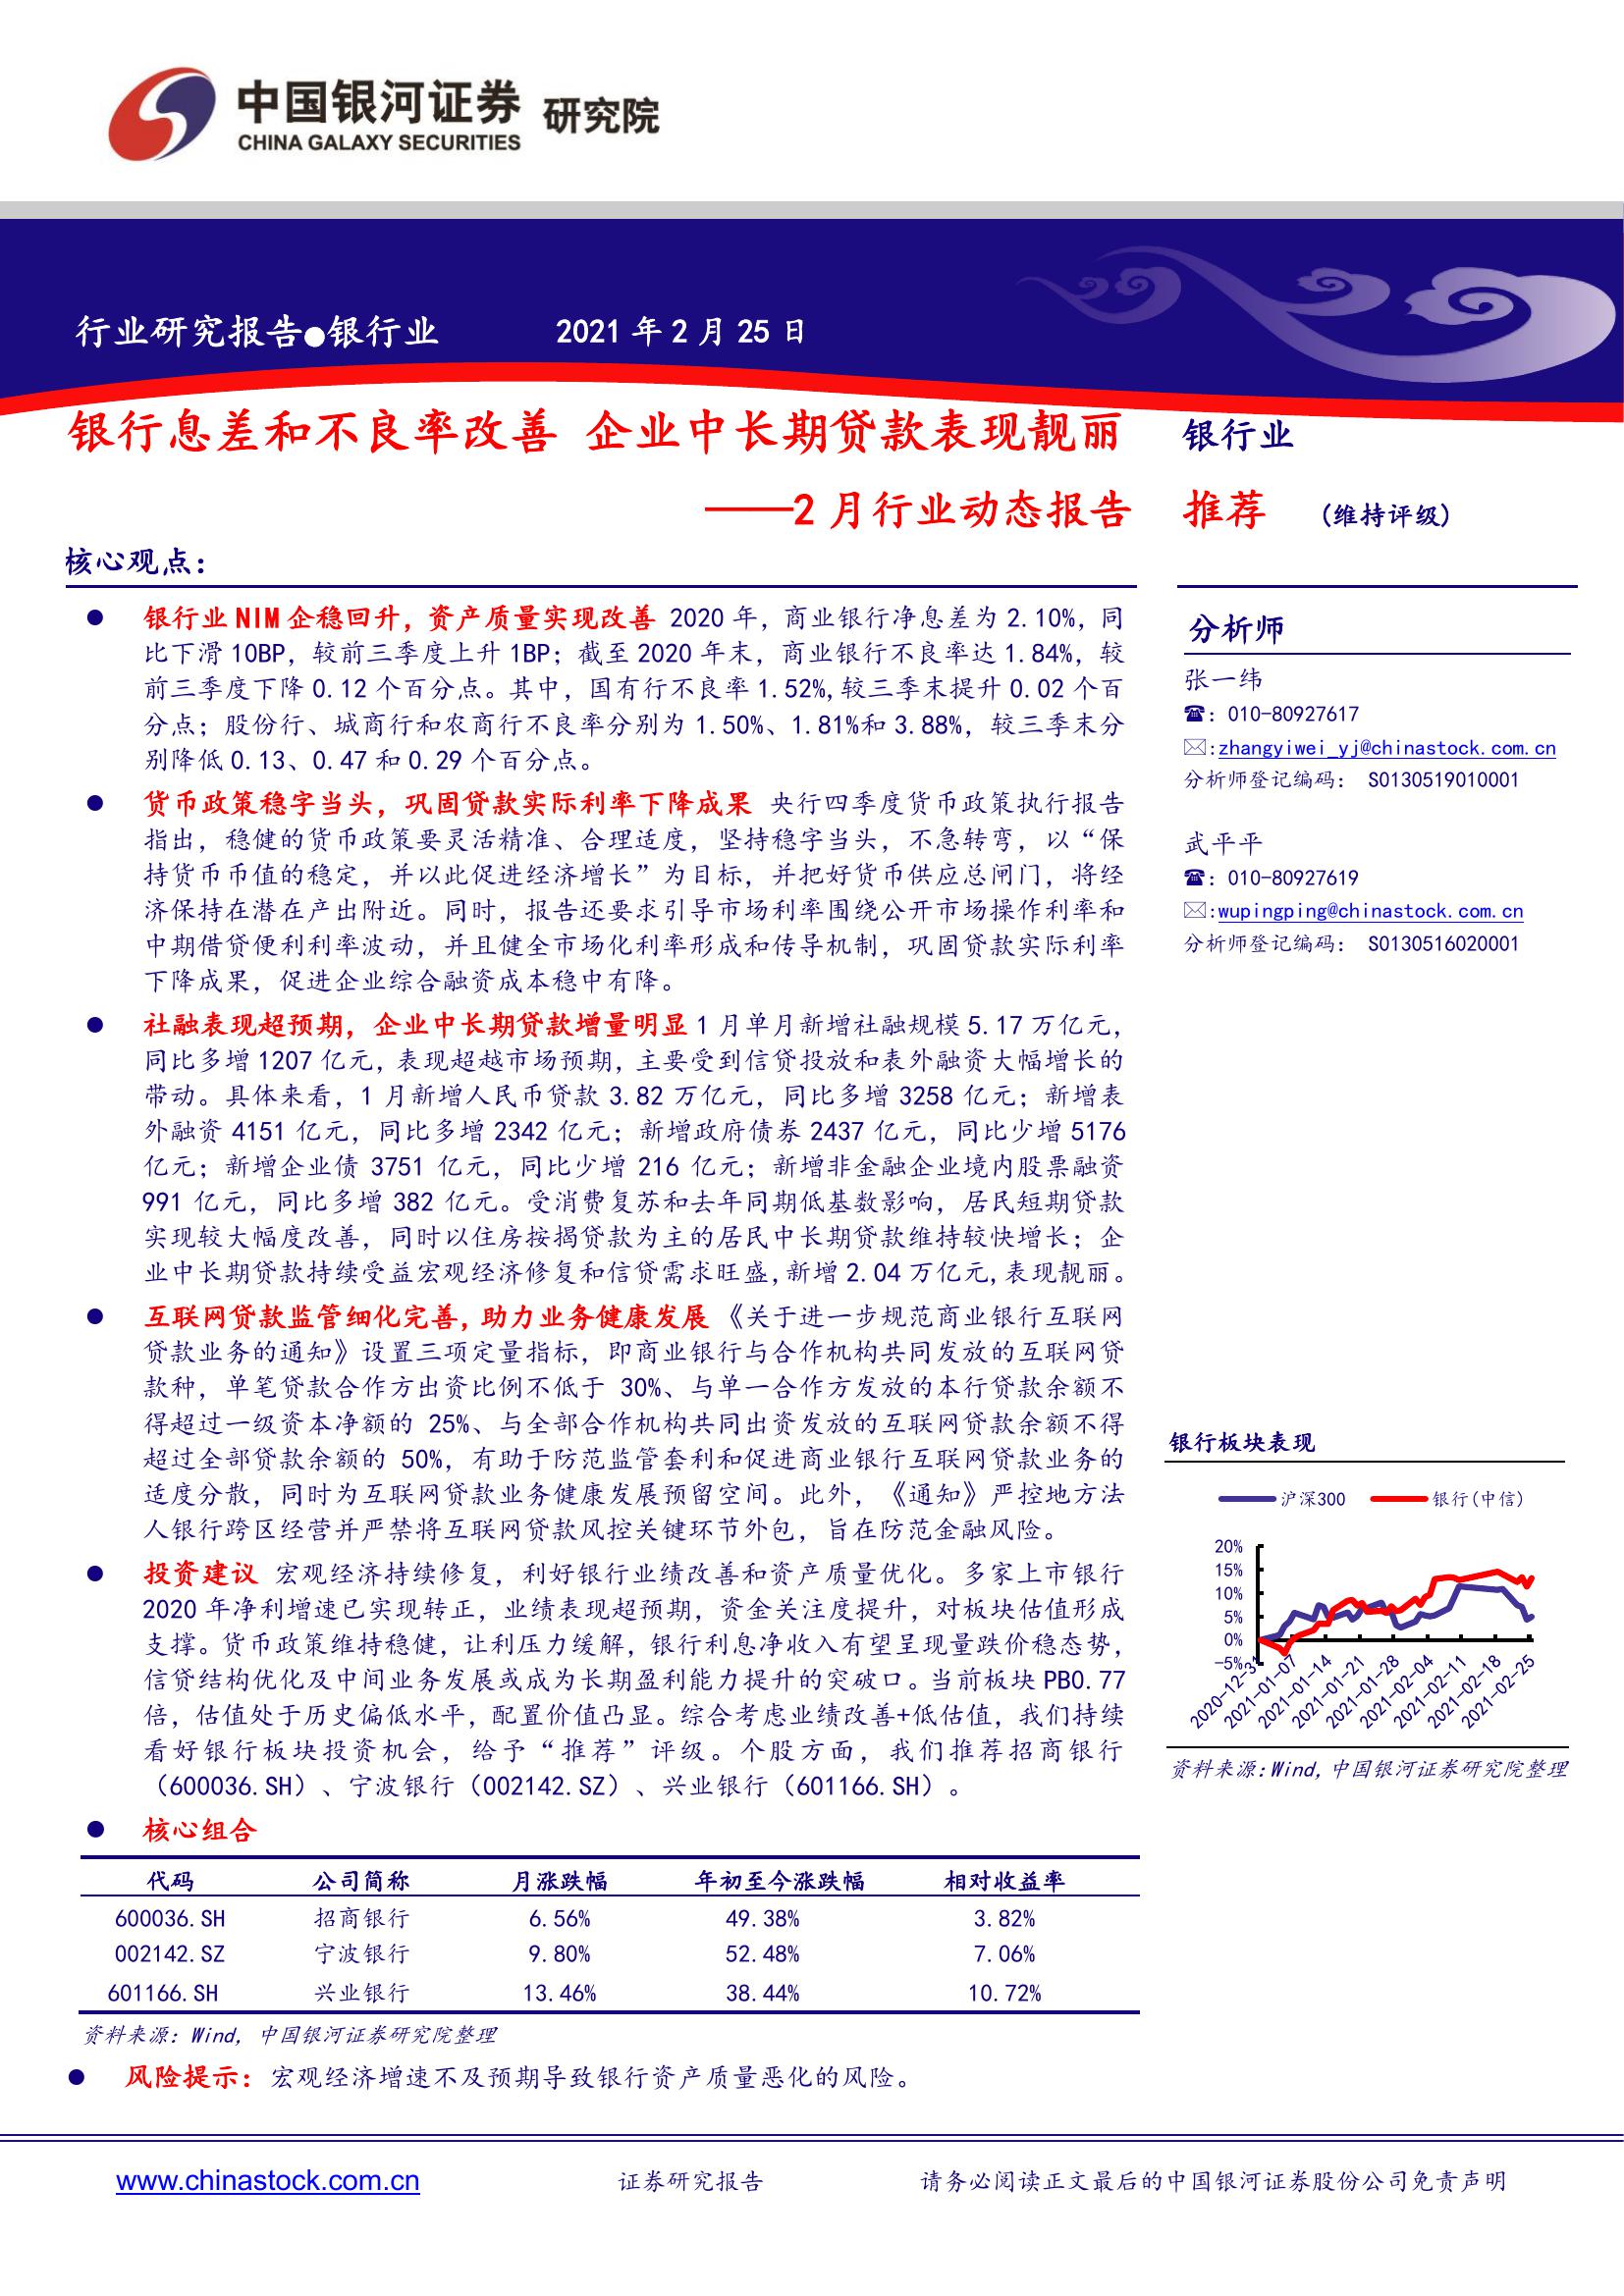 中国银河证券 研究院
CHINA GALAXY SECURITIES
行业研究报告●银行业 2021 年 2 月 25 日
银行息差和不良率改善 企业中长期贷款表现靓丽
——2 月行业动态报告
银行业
推荐 (维持评级)
核心观点：
● 银行业 NIM 企稳回升，资产质量实现改善 2020 年，商业银行净息差为 2.10%，同
比下滑 10BP，较前三季度上升 1BP；截至 2020 年末，商业银行不良率达 1.84%，较
前三季度下降 0.12 个百分点。其中，国有行不良率 1.52%,较三季末提升 0.02 个百
分点；股份行、城商行和农商行不良率分别为 1.50%、1.81%和 3.88%，较三季末分
别降低 0.13、0.47 和 0.29 个百分点。
● 货币政策稳字当头，巩固贷款实际利率下降成果 央行四季度货币政策执行报告
指出，稳健的货币政策要灵活精准、合理适度，坚持稳字当头，不急转弯，以“保
持货币币值的稳定，并以此促进经济增长”为目标，并把好货币供应总闸门，将经
济保持在潜在产出附近。同时，报告还要求引导市场利率围绕公开市场操作利率和
中期借贷便利利率波动，并且健全市场化利率形成和传导机制，巩固贷款实际利率
下降成果，促进企业综合融资成本稳中有降。
● 社融表现超预期，企业中长期贷款增量明显 1 月单月新增社融规模 5.17 万亿元，
同比多增 1207 亿元，表现超越市场预期，主要受到信贷投放和表外融资大幅增长的
带动。具体来看，1 月新增人民币贷款 3.82 万亿元，同比多增 3258 亿元；新增表
外融资 4151 亿元，同比多增 2342 亿元；新增政府债券 2437 亿元，同比少增 5176
亿元；新增企业债 3751 亿元，同比少增 216 亿元；新增非金融企业境内股票融资
991 亿元，同比多增 382 亿元。受消费复苏和去年同期低基数影响，居民短期贷款
实现较大幅度改善，同时以住房按揭贷款为主的居民中长期贷款维持较快增长；企
业中长期贷款持续受益宏观经济修复和信贷需求旺盛,新增 2.04 万亿元,表现靓丽。
● 互联网贷款监管细化完善，助力业务健康发展 《关于进一步规范商业银行互联网
贷款业务的通知》设置三项定量指标，即商业银行与合作机构共同发放的互联网贷
款种，单笔贷款合作方出资比例不低于 30%、与单一合作方发放的本行贷款余额不
得超过一级资本净额的 25%、与全部合作机构共同出资发放的互联网贷款余额不得
超过全部贷款余额的 50%，有助于防范监管套利和促进商业银行互联网贷款业务的
适度分散，同时为互联网贷款业务健康发展预留空间。此外，《通知》严控地方法
人银行跨区经营并严禁将互联网贷款风控关键环节外包，旨在防范金融风险。
● 投资建议 宏观经济持续修复，利好银行业绩改善和资产质量优化。多家上市银行
2020 年净利增速已实现转正，业绩表现超预期，资金关注度提升，对板块估值形成
支撑。货币政策维持稳健，让利压力缓解，银行利息净收入有望呈现量跌价稳态势，
信贷结构优化及中间业务发展或成为长期盈利能力提升的突破口。当前板块 PB0.77
倍，估值处于历史偏低水平，配置价值凸显。综合考虑业绩改善+低估值，我们持续
看好银行板块投资机会，给予“推荐”评级。个股方面，我们推荐招商银行
（600036.SH）、宁波银行（002142.SZ）、兴业银行（601166.SH）。
● 核心组合
代码 公司简称 月涨跌幅 年初至今涨跌幅 相对收益率
600036.SH 招商银行 6.56% 49.38% 3.82%
002142.SZ 宁波银行 9.80% 52.48% 7.06%
601166.SH 兴业银行 13.46% 38.44% 10.72%
资料来源：Wind，中国银河证券研究院整理
● 风险提示：宏观经济增速不及预期导致银行资产质量恶化的风险。
分析师
张一纬
☎：010-80927617
✉:zhangyiwei_yj@chinastock.com.cn
分析师登记编码： S0130519010001
武平平
☎：010-80927619
✉:wupingping@chinastock.com.cn
分析师登记编码： S0130516020001
银行板块表现
沪深300 银行(中信)
20%
15%
10%
5%
0%
-5%
2020-12-31
2021-01-07
2021-01-14
2021-01-21
2021-01-28
2021-02-04
2021-02-11
2021-02-18
2021-02-25
资料来源:Wind,中国银河证券研究院整理
www.chinastock.com.cn 证券研究报告 请务必阅读正文最后的中国银河证券股份公司免责声明